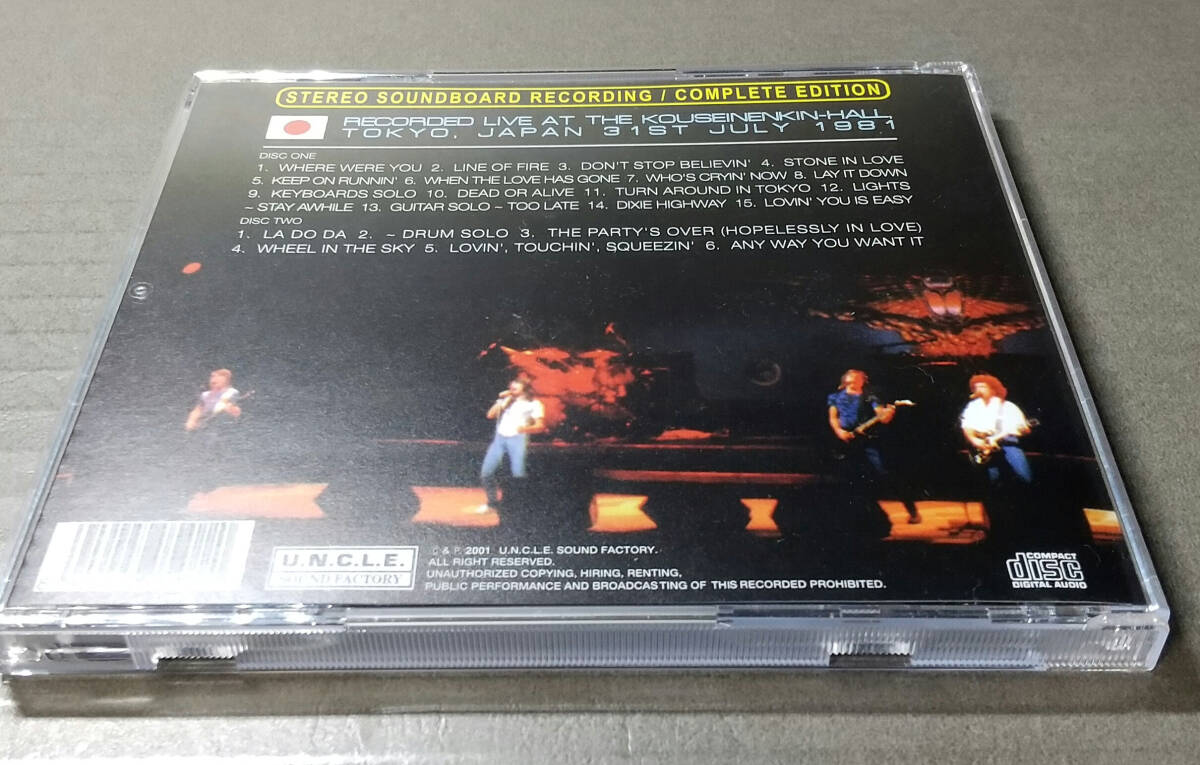 STEREO SOUNDBOARD RECORDING / COMPLETE EDITION
RECORDED LIVE AT THE KOUSEINENKIN-HALL,
TOKYO, JAPAN 31ST JULY 1981
DISC ONE
1. WHERE WERE YOU 2. LINE OF FIRE 3. DON'T STOP BELIEVIN' 4. STONE IN LOVE
5. KEEP ON RUNNIN' 6. WHEN THE LOVE HAS GONE 7. WHO'S CRYIN' NOW 8. LAY IT DOWN
9. KEYBOARDS SOLO 10. DEAD OR ALIVE 11. TURN AROUND IN TOKYO 12. LIGHTS
~ STAY AWHILE 13. GUITAR SOLO ~ TOO LATE 14. DIXIE HIGHWAY 15. LOVIN' YOU IS EASY
DISC TWO
1. LA DO DA 2. ~ DRUM SOLO 3. THE PARTY'S OVER (HOPELESSLY IN LOVE)
4. WHEEL IN THE SKY 5. LOVIN', TOUCHIN', SQUEEZIN' 6. ANY WAY YOU WANT IT
U.N.C.L.E.
SOUND FACTORY
C & P. 2001 U.N.C.L.E. SOUND FACTORY.
ALL RIGHT RESERVED.
UNAUTHORIZED COPYING, HIRING, RENTING,
PUBLIC PERFORMANCE AND BROADCASTING OF THIS RECORDED PROHIBITED.
COMPACT
disc
DIGITAL AUDIO